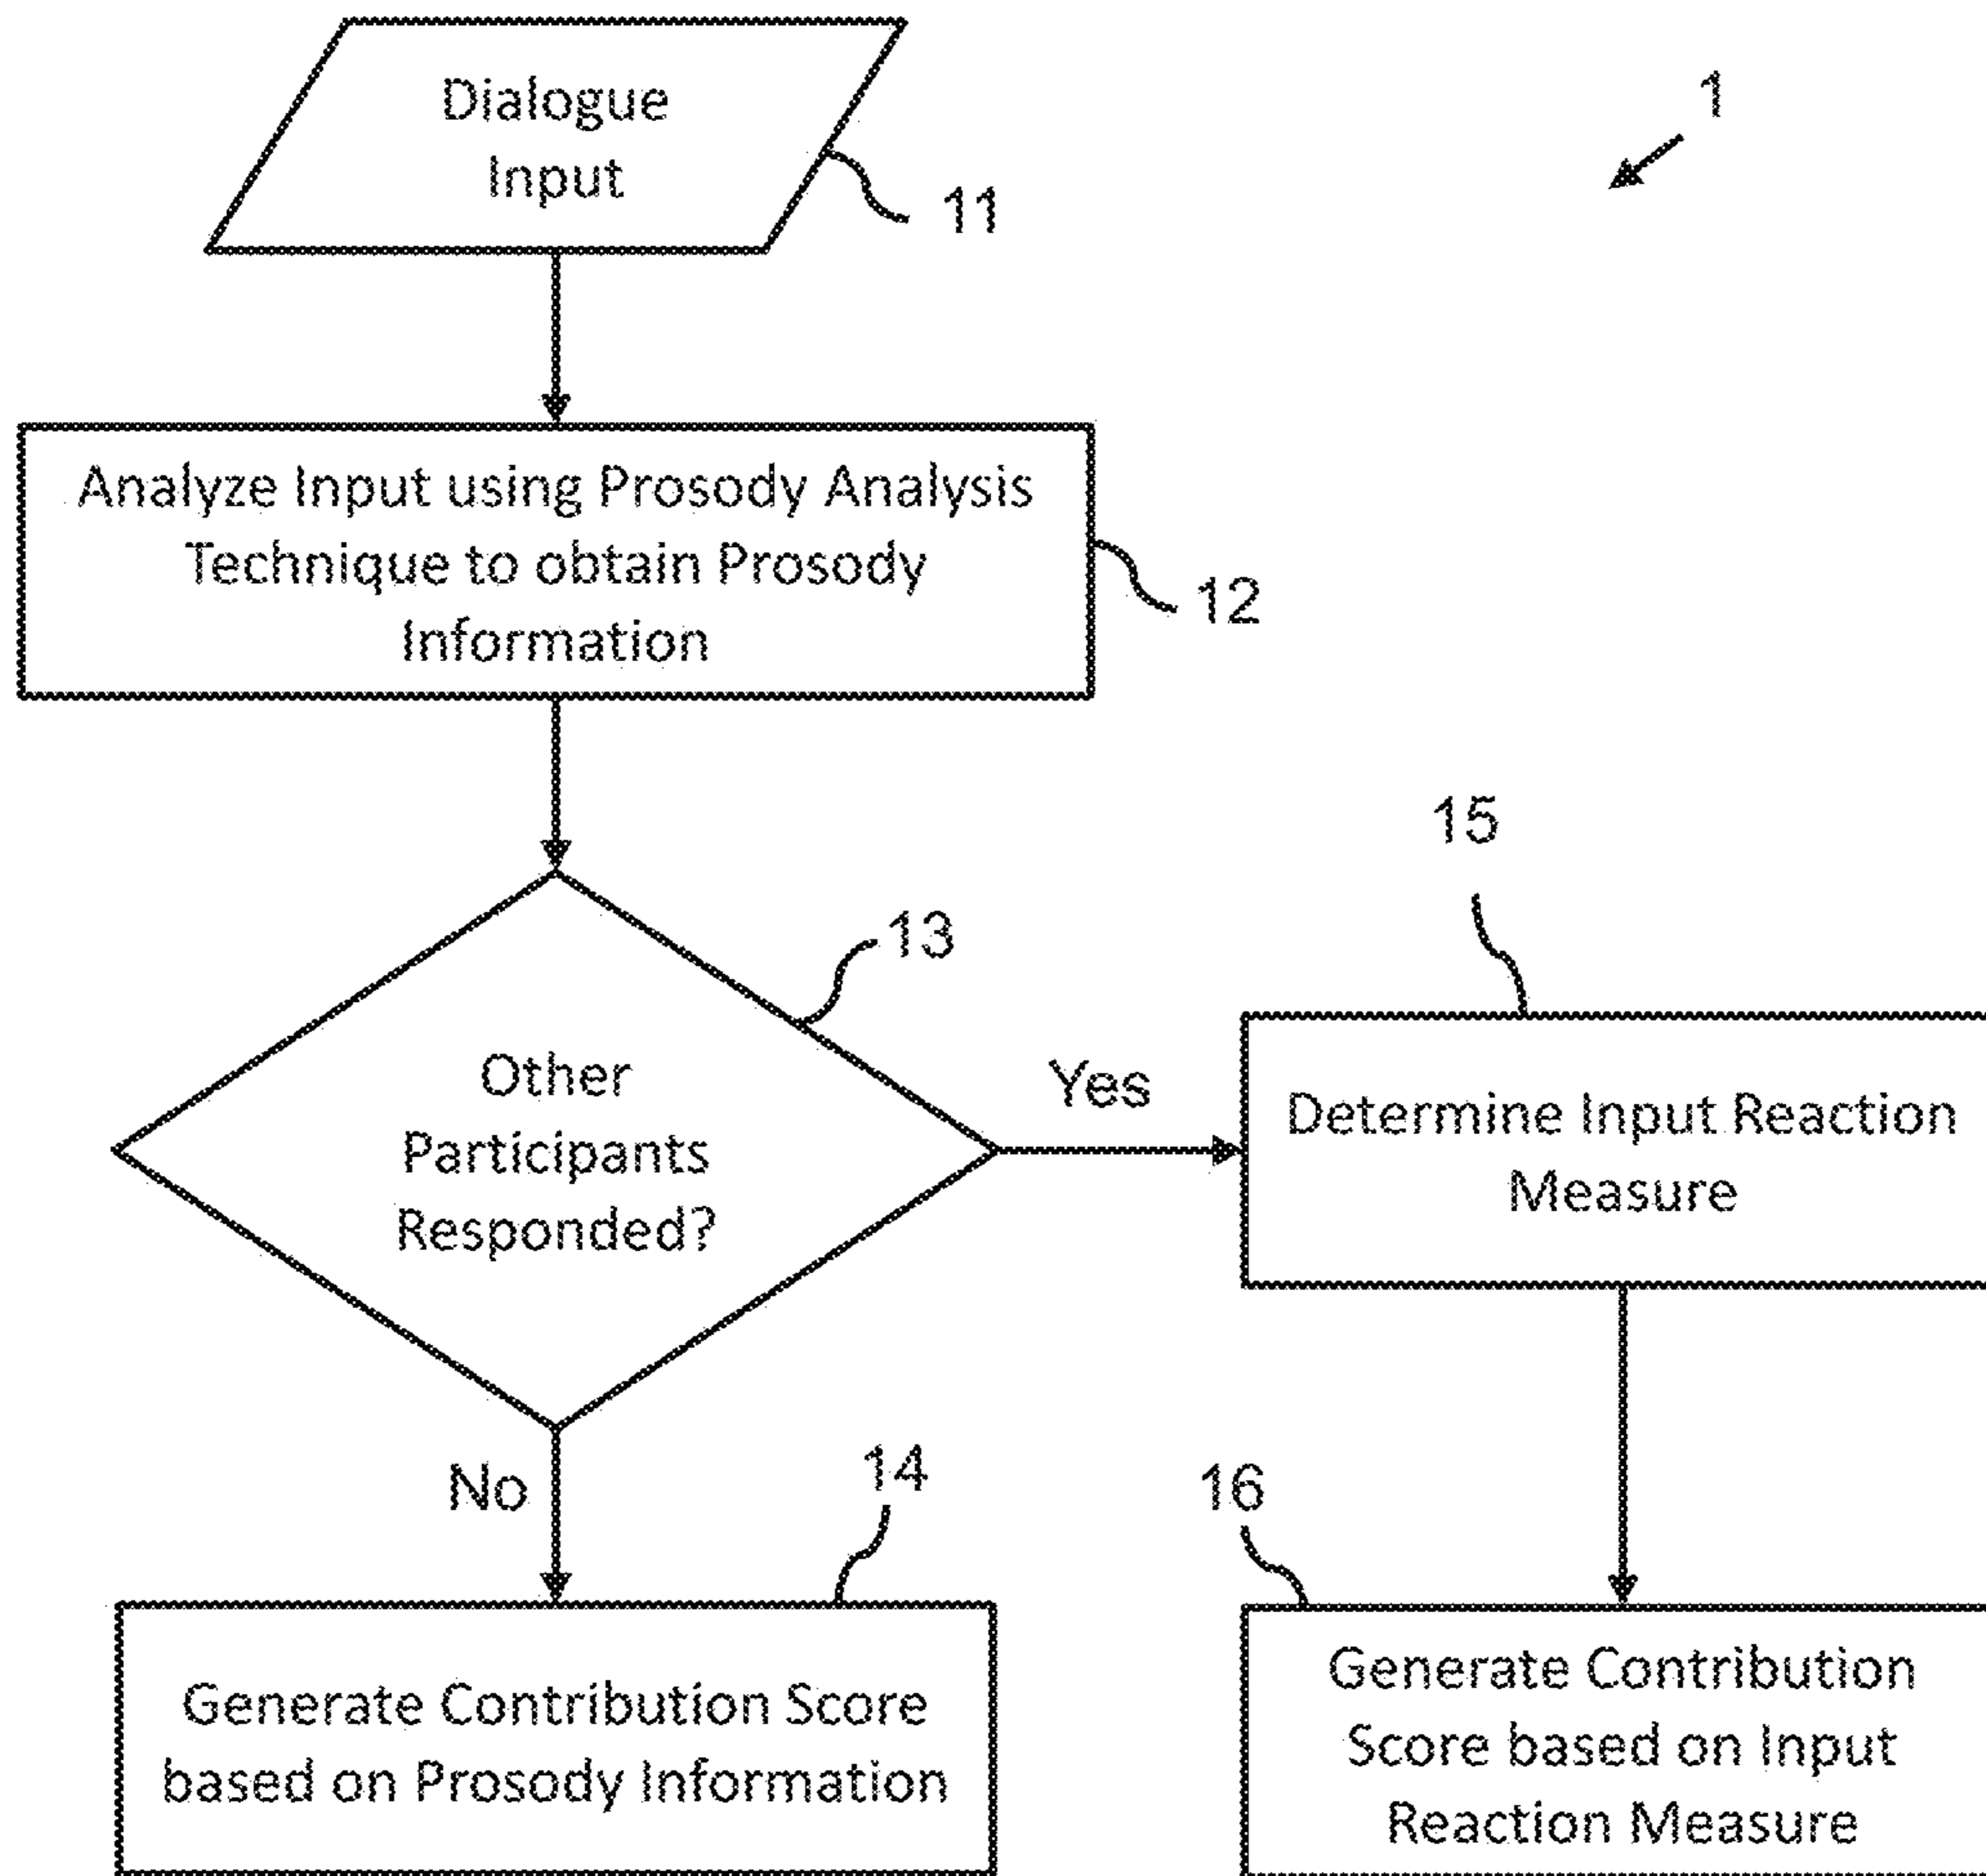 Dialogue
Input
1
11
Analyze Input using Prosody Analysis
Technique to obtain Prosody
Information
12
13
Other
Participants
Responded?
Yes
15
Determine Input Reaction
Measure
No
14
16
Generate Contribution Score
based on Prosody Information
Generate Contribution
Score based on Input
Reaction Measure